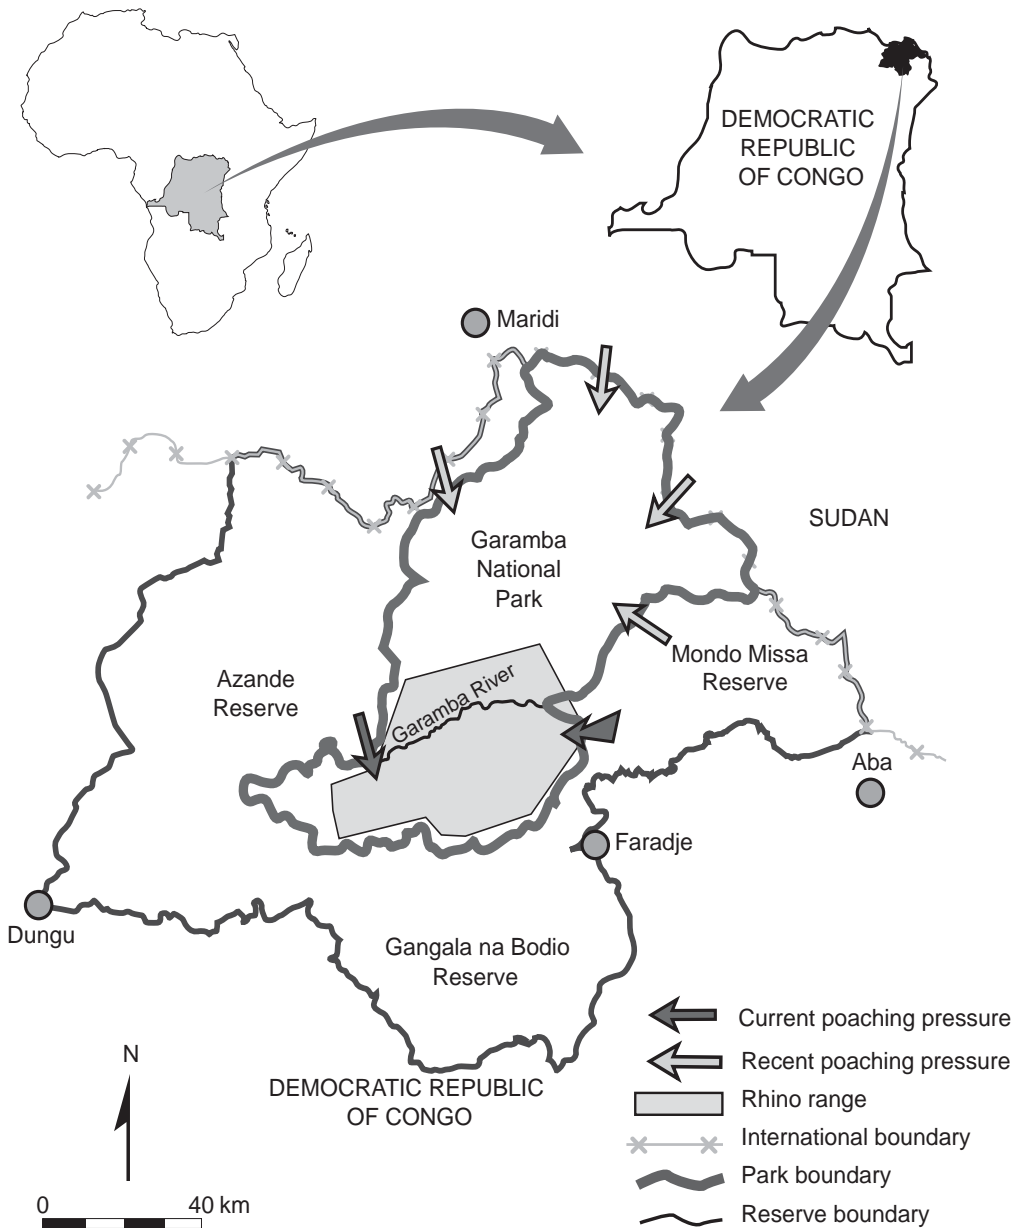 DEMOCRATIC
REPUBLIC
OF CONGO
Maridi
SUDAN
Garamba
National
Park
Mondo Missa
Reserve
Azande
Reserve
Garamba River
Aba
Faradje
Dungu
Gangala na Bodio
Reserve
DEMOCRATIC REPUBLIC
OF CONGO
N
0 40 km
Current poaching pressure
Recent poaching pressure
Rhino range
International boundary
Park boundary
Reserve boundary